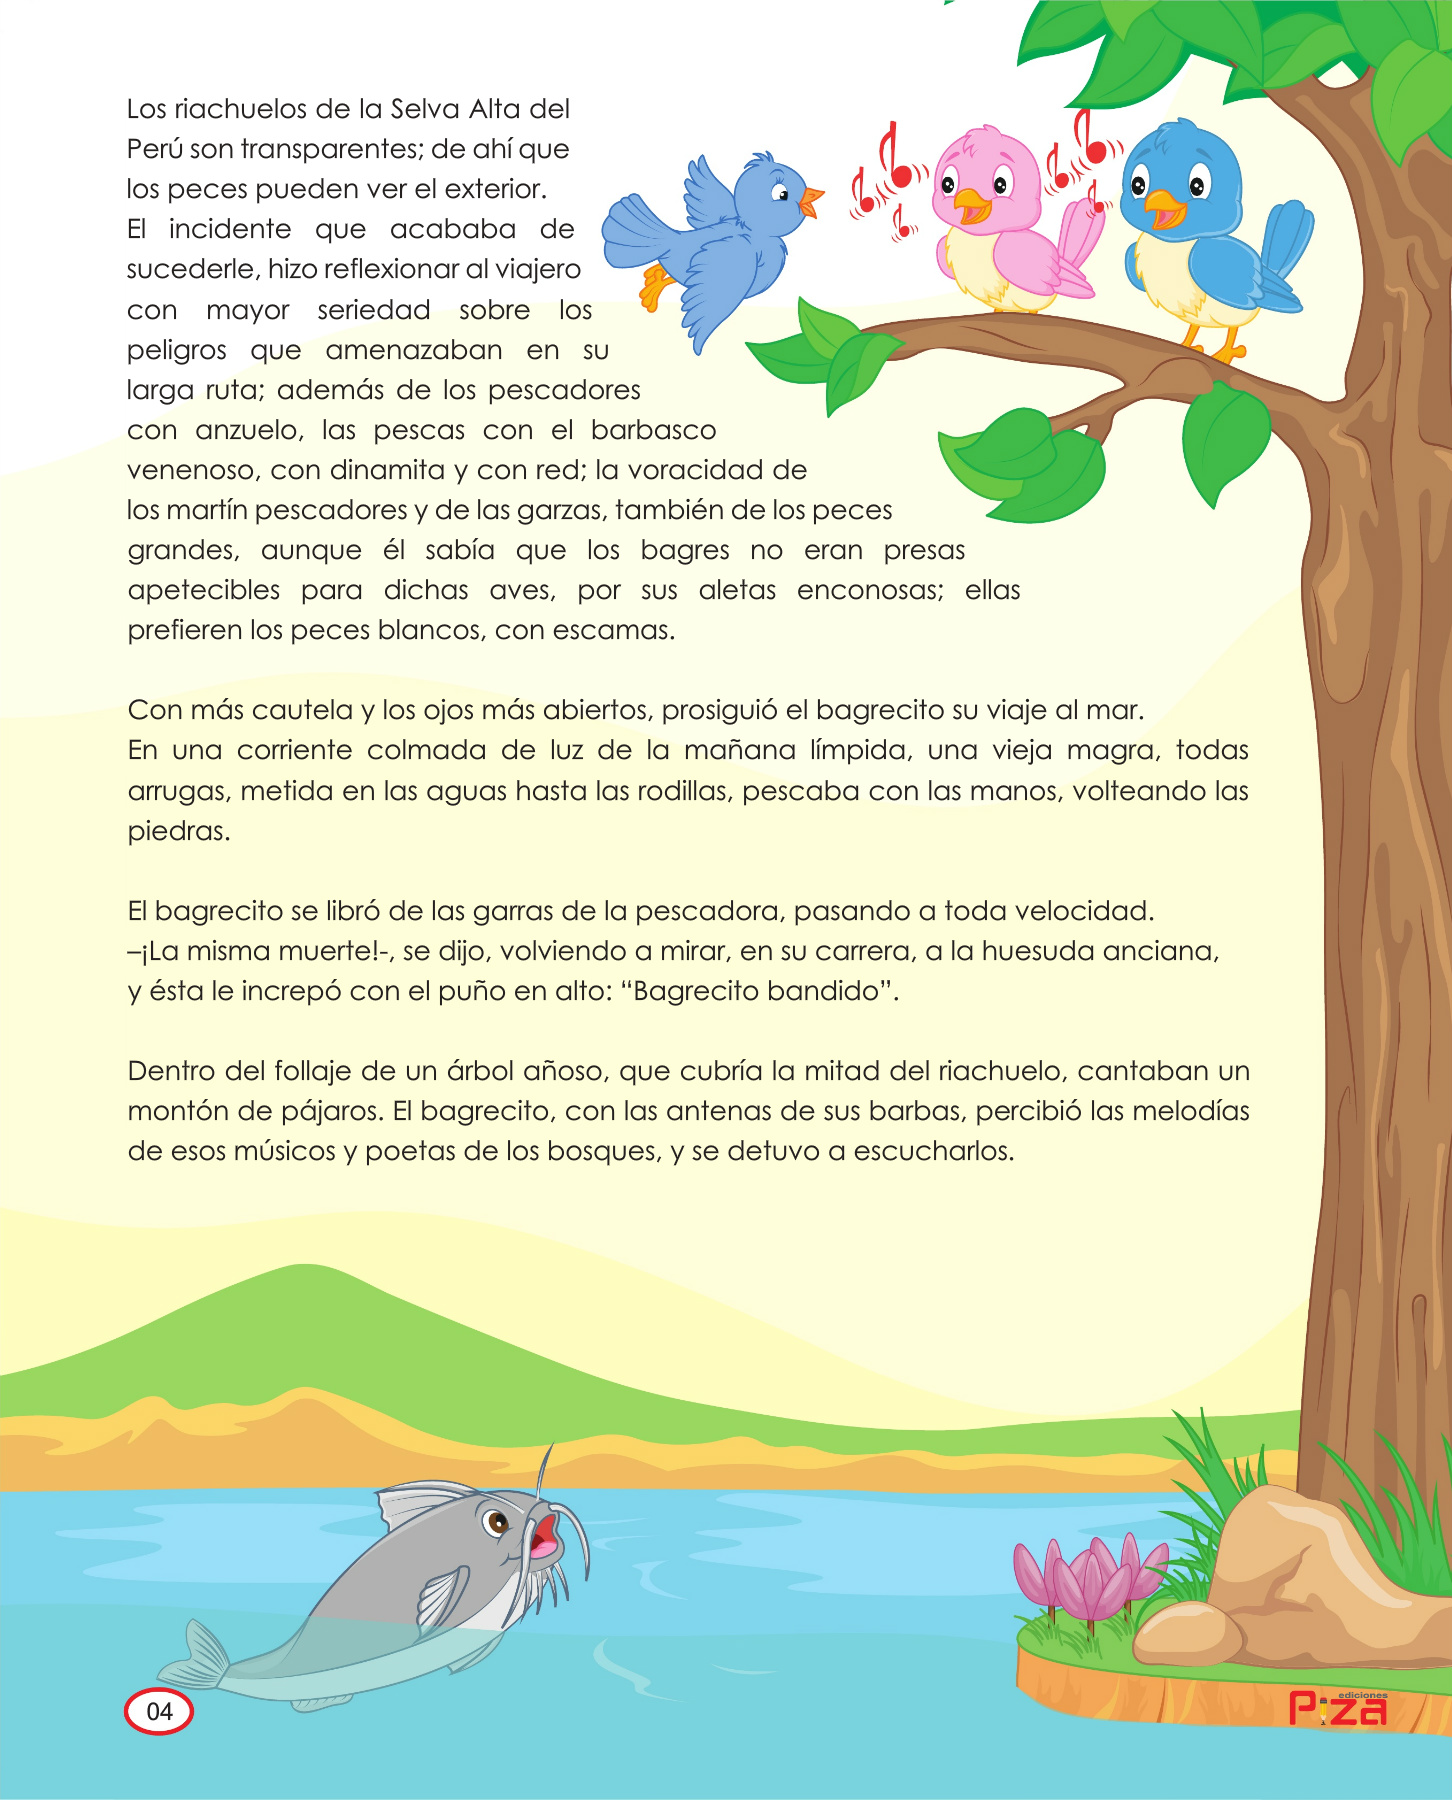 Los riachuelos de la Selva Alta del
Perú son transparentes; de ahí que
los peces pueden ver el exterior.
El incidente que acababa de
sucederle, hizo reflexionar al viajero
con mayor seriedad sobre los
peligros que amenazaban en su
larga ruta; además de los pescadores
con anzuelo, las pescas con el barbasco
venenoso, con dinamita y con red; la voracidad de
los martín pescadores y de las garzas, también de los peces
grandes, aunque él sabía que los bagres no eran presas
apetecibles para dichas aves, por sus aletas enconosas; ellas
prefieren los peces blancos, con escamas.
Con más cautela y los ojos más abiertos, prosiguió el bagrecito su viaje al mar.
En una corriente colmada de luz de la mañana límpida, una vieja magra, todas
arrugas, metida en las aguas hasta las rodillas, pescaba con las manos, volteando las
piedras.
El bagrecito se libró de las garras de la pescadora, pasando a toda velocidad.
–¡La misma muerte!-, se dijo, volviendo a mirar, en su carrera, a la huesuda anciana,
y ésta le increpó con el puño en alto: “Bagrecito bandido”.
Dentro del follaje de un árbol añoso, que cubría la mitad del riachuelo, cantaban un
montón de pájaros. El bagrecito, con las antenas de sus barbas, percibió las melodías
de esos músicos y poetas de los bosques, y se detuvo a escucharlos.
04
ediciones
Piza